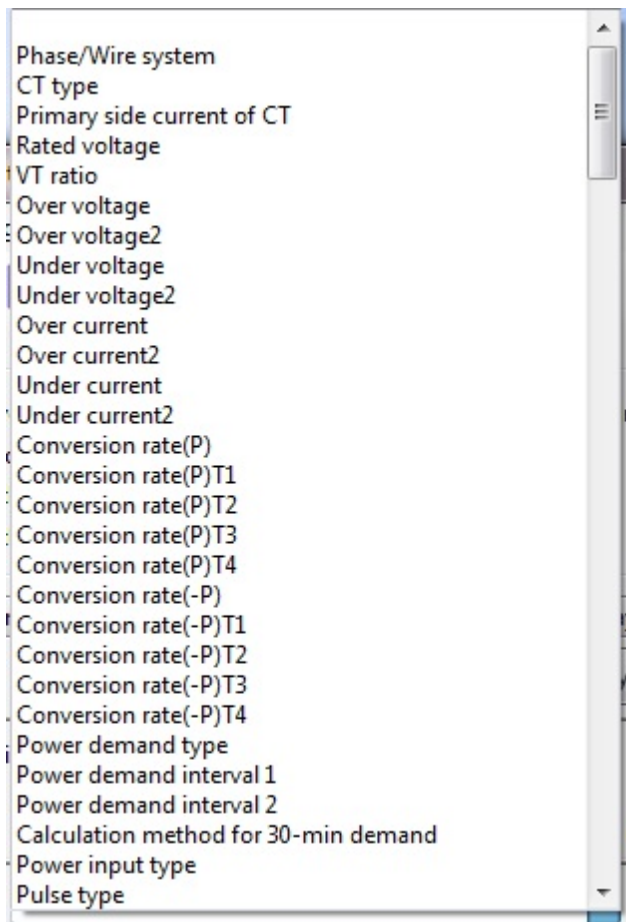 Phase/Wire system
CT type
Primary side current of CT
Rated voltage
VT ratio
Over voltage
Over voltage2
Under voltage
Under voltage2
Over current
Over current2
Under current
Under current2
Conversion rate(P)
Conversion rate(P)T1
Conversion rate(P)T2
Conversion rate(P)T3
Conversion rate(P)T4
Conversion rate(-P)
Conversion rate(-P)T1
Conversion rate(-P)T2
Conversion rate(-P)T3
Conversion rate(-P)T4
Power demand type
Power demand interval 1
Power demand interval 2
Calculation method for 30-min demand
Power input type
Pulse type